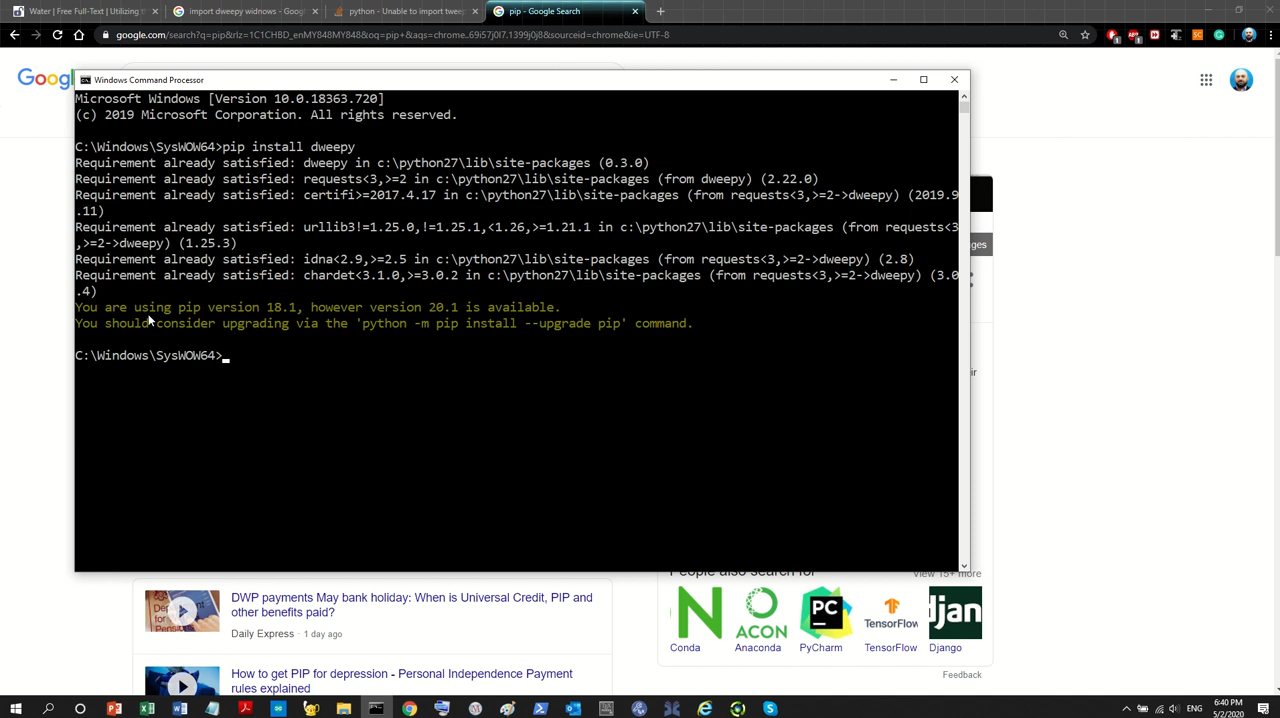 Water | Free Full-Text | Utilizing th
import dweepy widnows - Googl
python - Unable to import tweep
pip - Google Search
google.com/search?q=pip&rlz=1C1CHBD_enMY848MY848&oq=pip+&aqs=chrome..69i57j0l7.1399j0j8&sourceid=chrome&ie=UTF-8
Goog
Windows Command Processor
Microsoft Windows [Version 10.0.18363.720]
(c) 2019 Microsoft Corporation. All rights reserved.
C:\Windows\SysWOW64>pip install dweepy
Requirement already satisfied: dweepy in c:\python27\lib\site-packages (0.3.0)
Requirement already satisfied: requests<3,>=2 in c:\python27\lib\site-packages (from dweepy) (2.22.0)
Requirement already satisfied: certifi>=2017.4.17 in c:\python27\lib\site-packages (from requests<3,>=2->dweepy) (2019.9
.11)
Requirement already satisfied: urllib3!=1.25.0,!=1.25.1,<1.26,>=1.21.1 in c:\python27\lib\site-packages (from requests<3
,>=2->dweepy) (1.25.3)
Requirement already satisfied: idna<2.9,>=2.5 in c:\python27\lib\site-packages (from requests<3,>=2->dweepy) (2.8)
Requirement already satisfied: chardet<3.1.0,>=3.0.2 in c:\python27\lib\site-packages (from requests<3,>=2->dweepy) (3.0
.4)
You are using pip version 18.1, however version 20.1 is available.
You should consider upgrading via the 'python -m pip install --upgrade pip' command.
C:\Windows\SysWOW64>
ges
eir
People also search for
View 15+ more
DWP payments May bank holiday: When is Universal Credit, PIP and
other benefits paid?
Daily Express · 1 day ago
How to get PIP for depression - Personal Independence Payment
rules explained
ACON
PC
TensorFlow
djan
Conda
Anaconda
PyCharm
TensorFlow
Django
Feedback
ENG
6:40 PM
5/2/2020